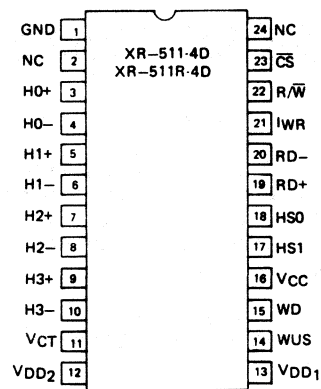 GND 1 24 NC
XR-511-4D
XR-511R-4D
NC 2 23 C̅S̅
H0+ 3 22 R/W̅
H0- 4 21 IWR
H1+ 5 20 RD-
H1- 6 19 RD+
H2+ 7 18 HS0
H2- 8 17 HS1
H3+ 9 16 VCC
H3- 10 15 WD
VCT 11 14 WUS
VDD2 12 13 VDD1